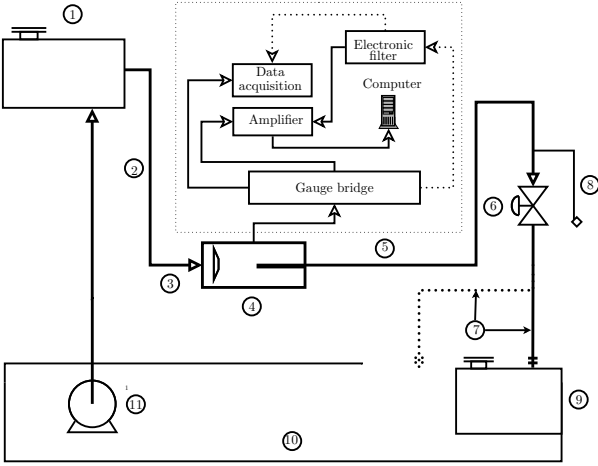 1
Electronic
filter
Data
acquisition
Computer
Amplifier
2
Gauge bridge
8
6
5
3
4
7
9
11
10